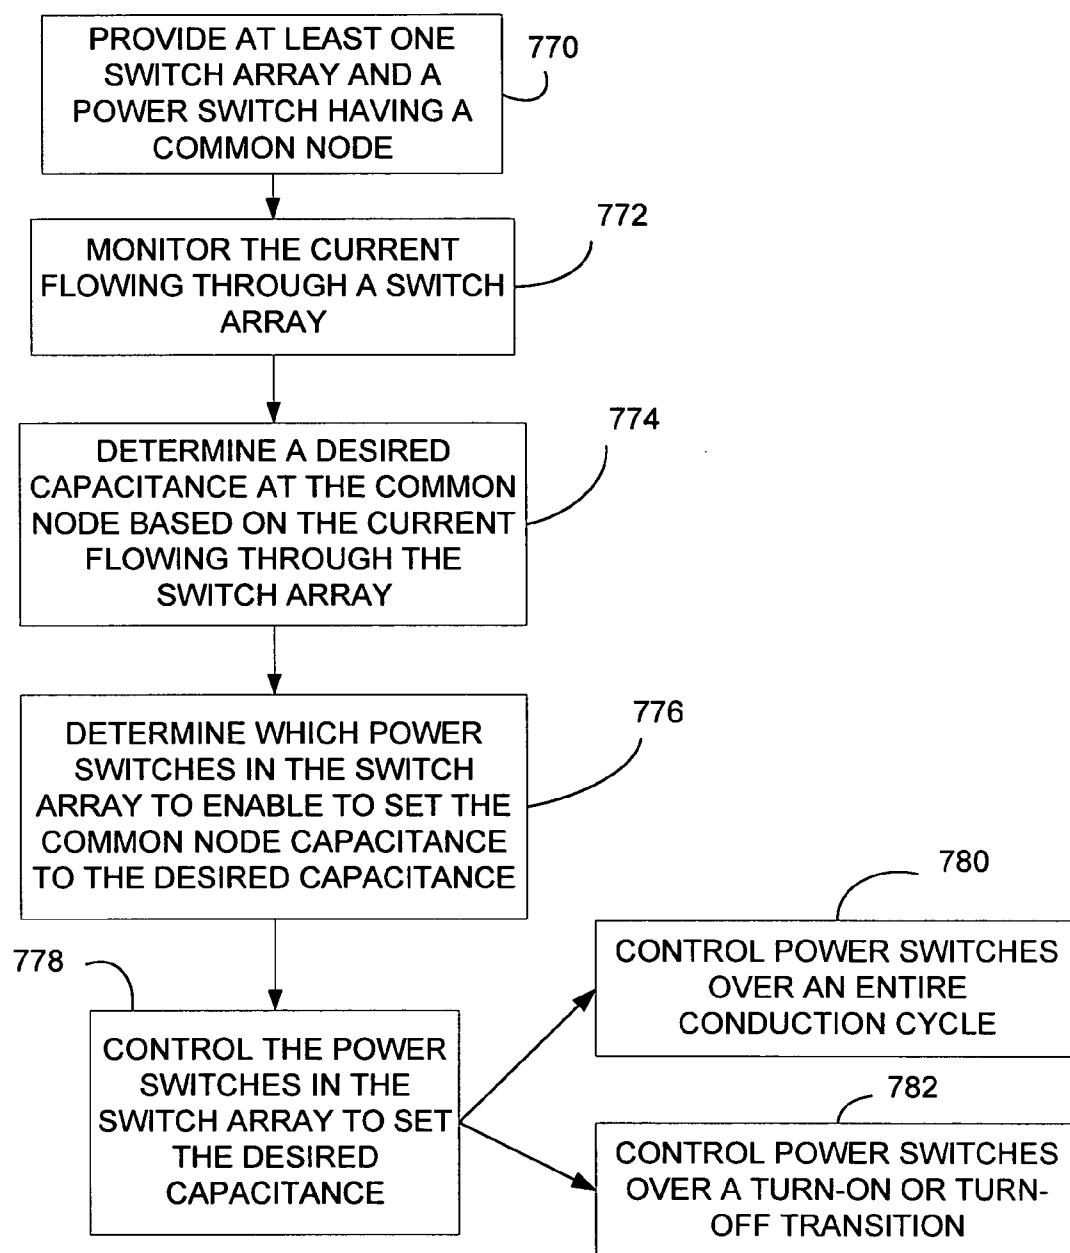 PROVIDE AT LEAST ONE
SWITCH ARRAY AND A
POWER SWITCH HAVING A
COMMON NODE
770
MONITOR THE CURRENT
FLOWING THROUGH A SWITCH
ARRAY
772
DETERMINE A DESIRED
CAPACITANCE AT THE COMMON
NODE BASED ON THE CURRENT
FLOWING THROUGH THE
SWITCH ARRAY
774
DETERMINE WHICH POWER
SWITCHES IN THE SWITCH
ARRAY TO ENABLE TO SET THE
COMMON NODE CAPACITANCE
TO THE DESIRED CAPACITANCE
776
778
CONTROL THE POWER
SWITCHES IN THE
SWITCH ARRAY TO SET
THE DESIRED
CAPACITANCE
780
CONTROL POWER SWITCHES
OVER AN ENTIRE
CONDUCTION CYCLE
782
CONTROL POWER SWITCHES
OVER A TURN-ON OR TURN-
OFF TRANSITION